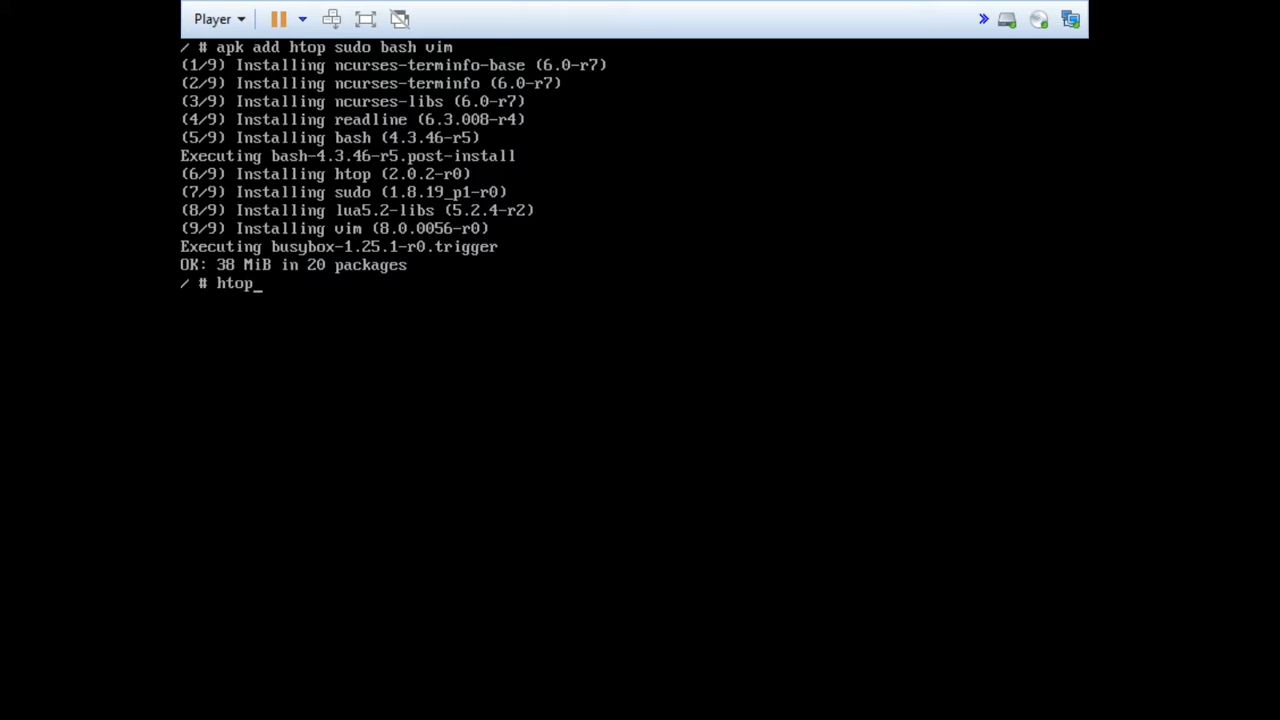 Player
/ # apk add htop sudo bash vim
(1/9) Installing ncurses-terminfo-base (6.0-r7)
(2/9) Installing ncurses-terminfo (6.0-r7)
(3/9) Installing ncurses-libs (6.0-r7)
(4/9) Installing readline (6.3.008-r4)
(5/9) Installing bash (4.3.46-r5)
Executing bash-4.3.46-r5.post-install
(6/9) Installing htop (2.0.2-r0)
(7/9) Installing sudo (1.8.19_p1-r0)
(8/9) Installing lua5.2-libs (5.2.4-r2)
(9/9) Installing vim (8.0.0056-r0)
Executing busybox-1.25.1-r0.trigger
OK: 38 MiB in 20 packages
/ # htop_